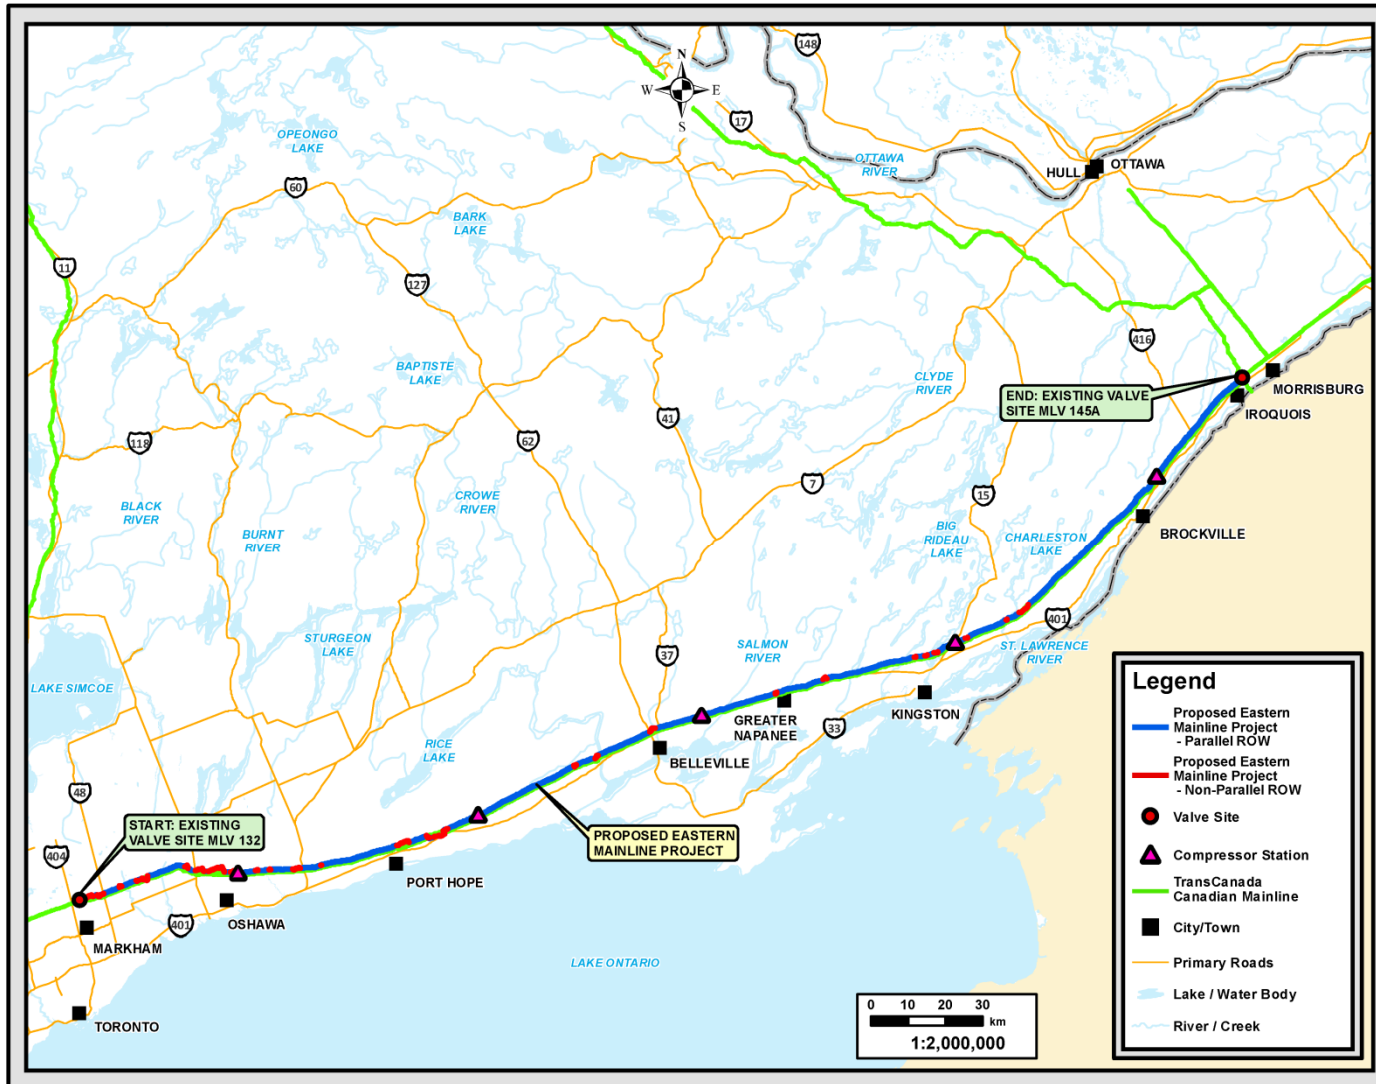 148
N
W
E
S
17
OPEONGO
LAKE
OTTAWA
RIVER
HULL
OTTAWA
60
BARK
LAKE
11
127
416
BAPTISTE
LAKE
CLYDE
RIVER
END: EXISTING VALVE
SITE MLV 145A
MORRISBURG
IROQUOIS
41
118
62
7
15
BLACK
RIVER
CROWE
RIVER
BURNT
RIVER
BIG
RIDEAU
LAKE
CHARLESTON
LAKE
BROCKVILLE
401
STURGEON
LAKE
SALMON
RIVER
ST. LAWRENCE
RIVER
37
LAKE SIMCOE
KINGSTON
GREATER
NAPANEE
33
RICE
LAKE
BELLEVILLE
48
START: EXISTING
VALVE SITE MLV 132
PROPOSED EASTERN
MAINLINE PROJECT
404
PORT HOPE
401
OSHAWA
MARKHAM
LAKE ONTARIO
TORONTO
0 10 20 30
km
1:2,000,000
Legend
Proposed Eastern
Mainline Project
- Parallel ROW
Proposed Eastern
Mainline Project
- Non-Parallel ROW
Valve Site
Compressor Station
TransCanada
Canadian Mainline
City/Town
Primary Roads
Lake / Water Body
River / Creek